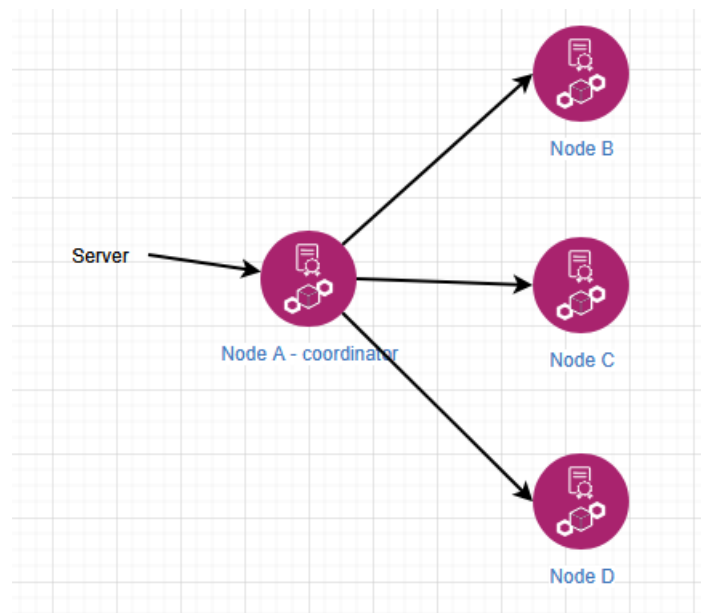 Node B
Server
Node A - coordinator
Node C
Node D